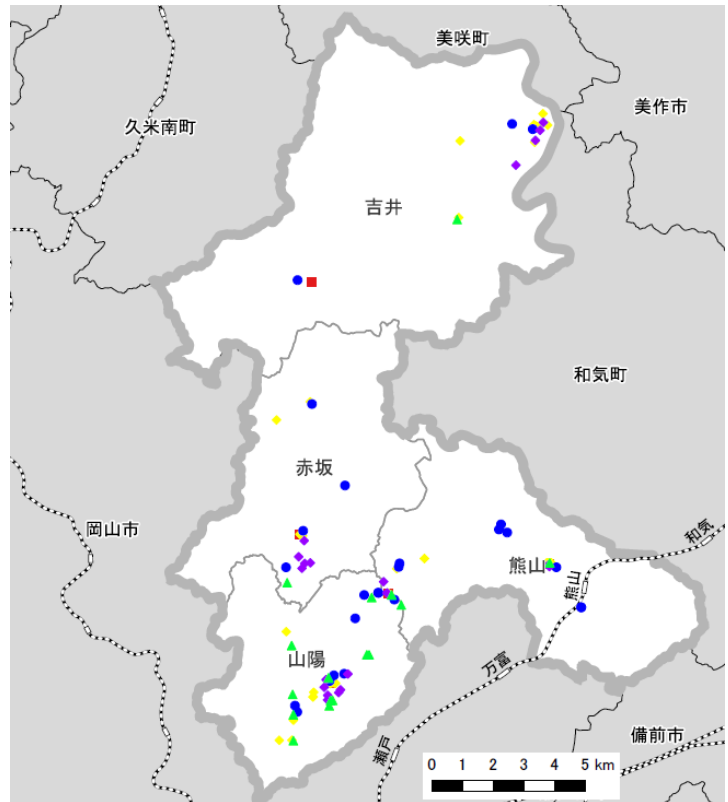 美咲町
美作市
久米南町
吉井
和気町
赤坂
岡山市
和気
熊山
熊山
山陽
万富
備前市
瀬戸
0 1 2 3 4 5 km